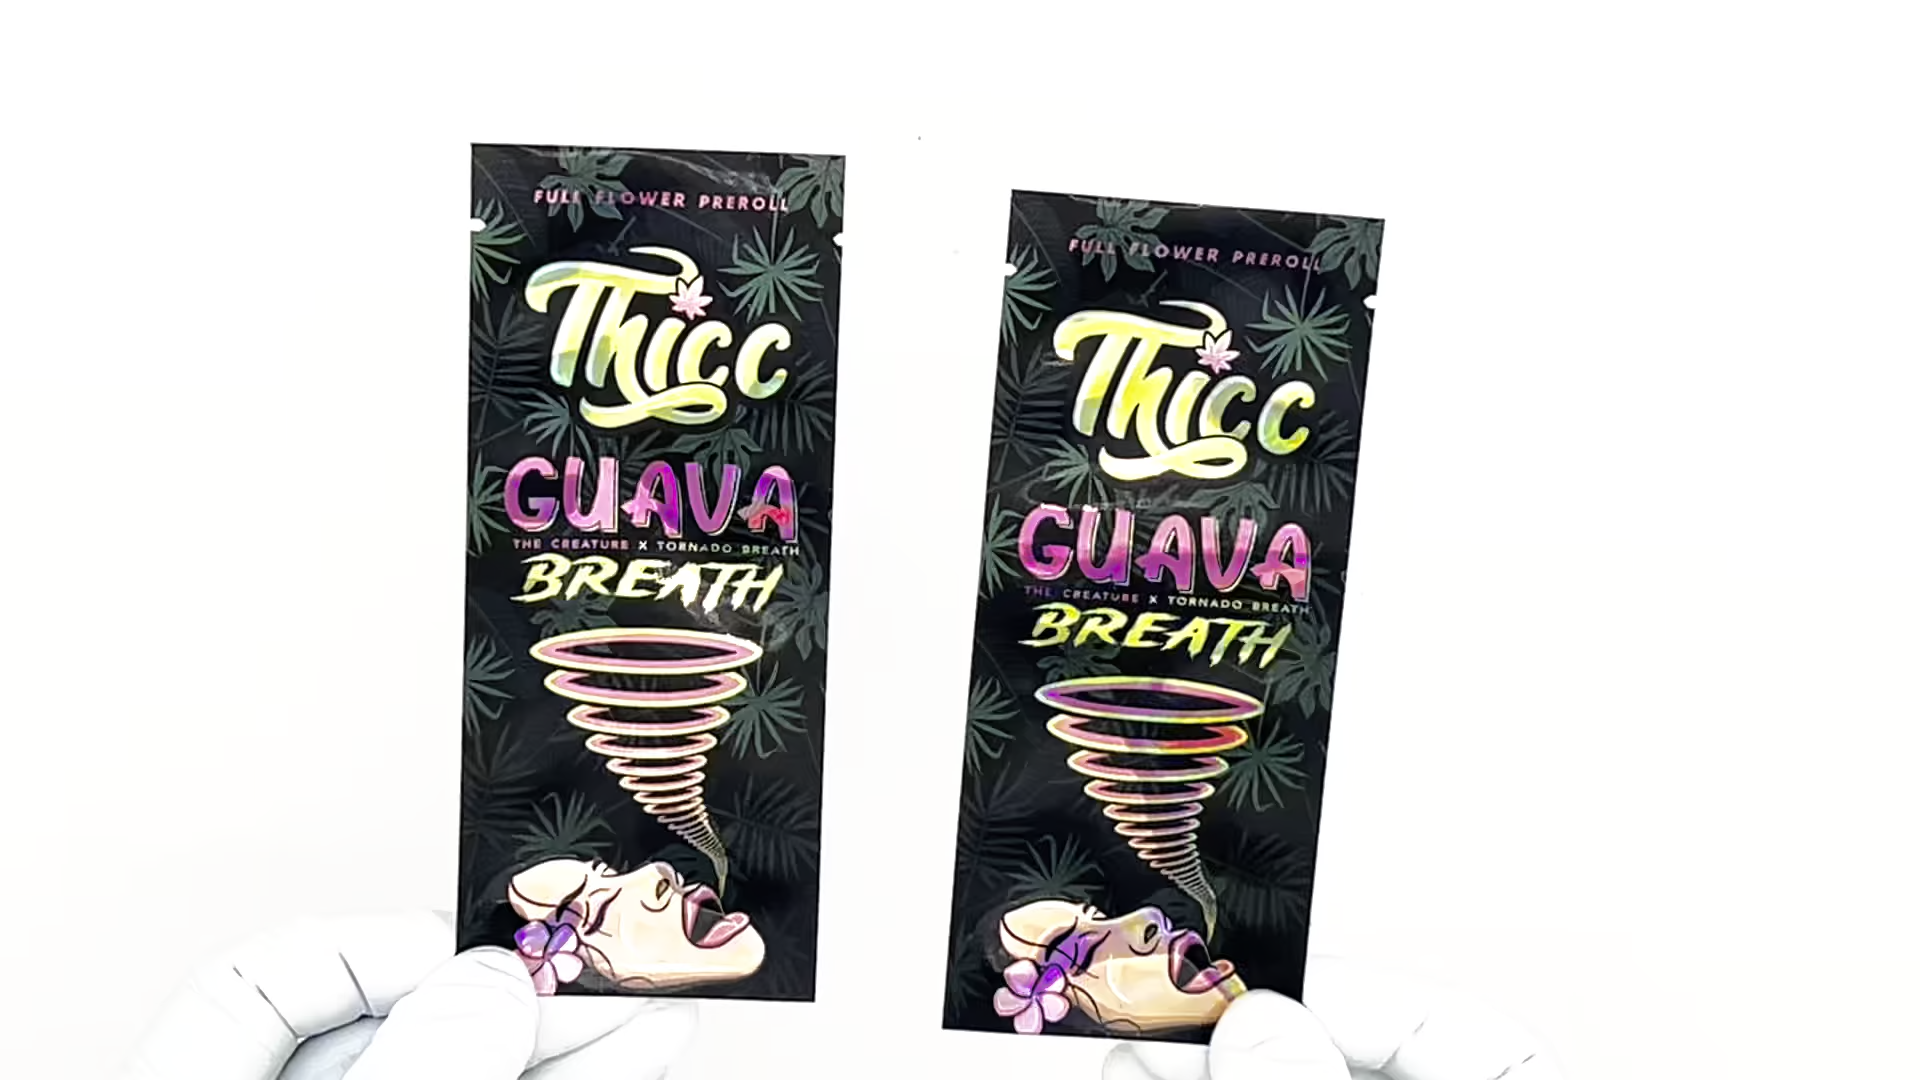 FULL FLOWER PREROLL
Thicc
GUAVA
THE CREATURE X TORNADO BREATH
BREATH
FULL FLOWER PREROLL
Thicc
GUAVA
THE CREATURE X TORNADO BREATH
BREATH